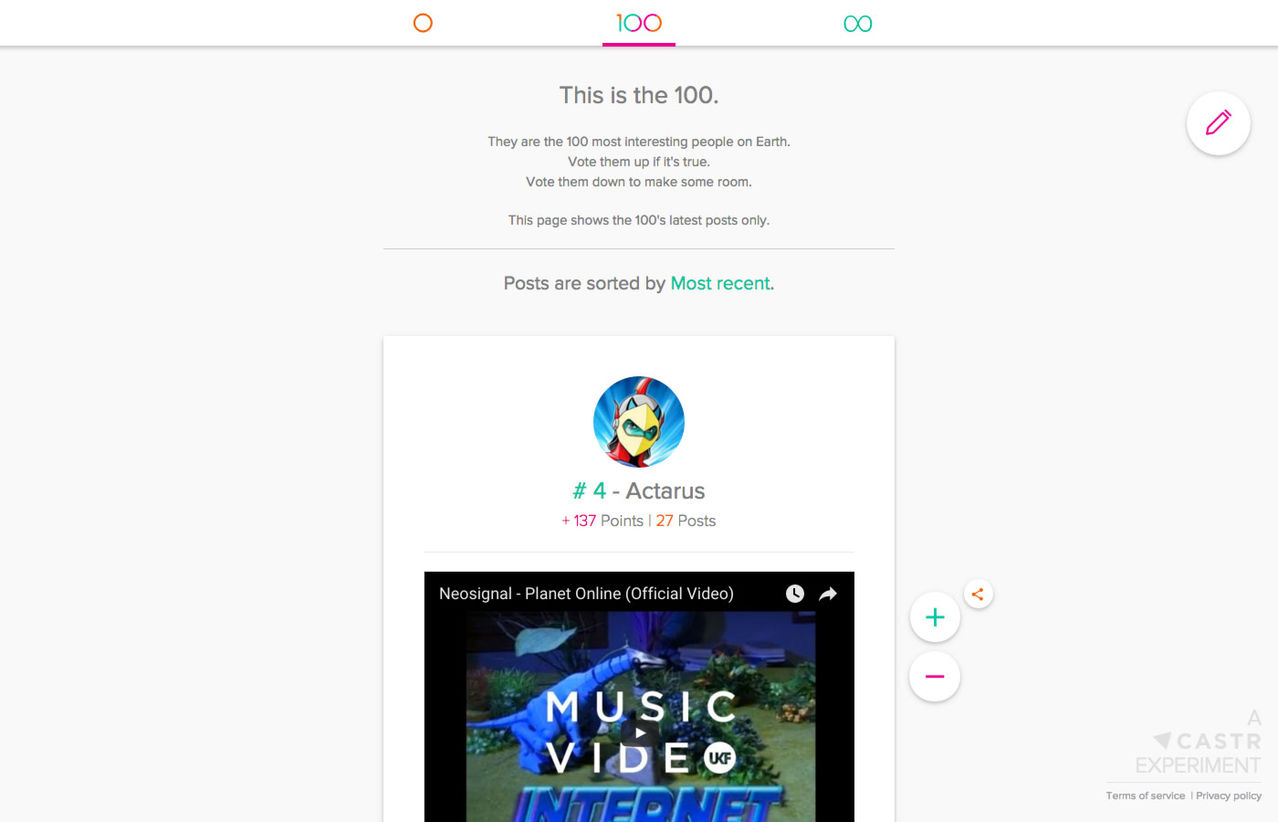 100
This is the 100.
They are the 100 most interesting people on Earth.
Vote them up if it's true.
Vote them down to make some room.
This page shows the 100's latest posts only.
Posts are sorted by Most recent.
# 4 - Actarus
+ 137 Points | 27 Posts
Neosignal - Planet Online (Official Video)
MUSIC
VIDEO UKF
INTERNET
A
CASTR
EXPERIMENT
Terms of service | Privacy policy